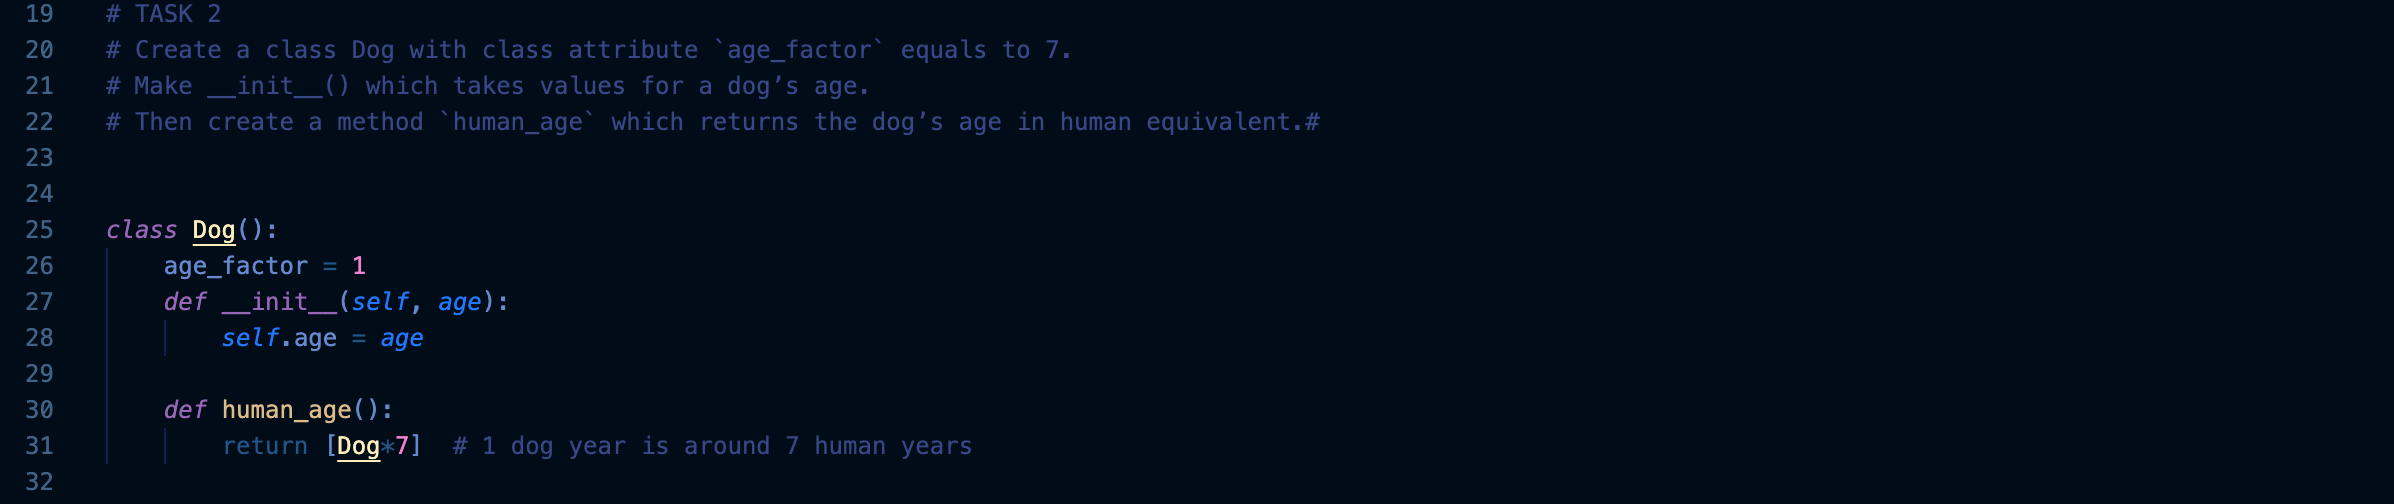 19 # TASK 2
20 # Create a class Dog with class attribute `age_factor` equals to 7.
21 # Make __init__() which takes values for a dog’s age.
22 # Then create a method `human_age` which returns the dog’s age in human equivalent.#
23
24
25 class Dog():
26     age_factor = 1
27     def __init__(self, age):
28         self.age = age
29
30     def human_age():
31         return [Dog*7]  # 1 dog year is around 7 human years
32